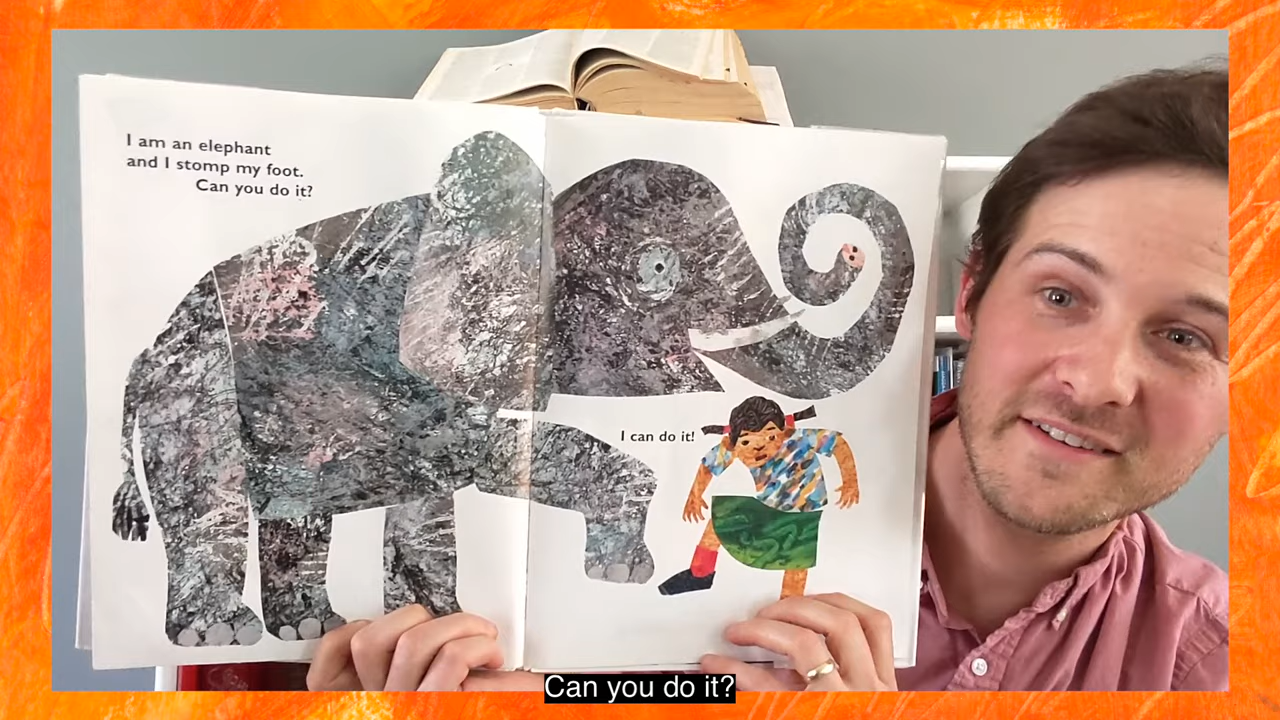 I am an elephant
and I stomp my foot.
Can you do it?
I can do it!
Can you do it?